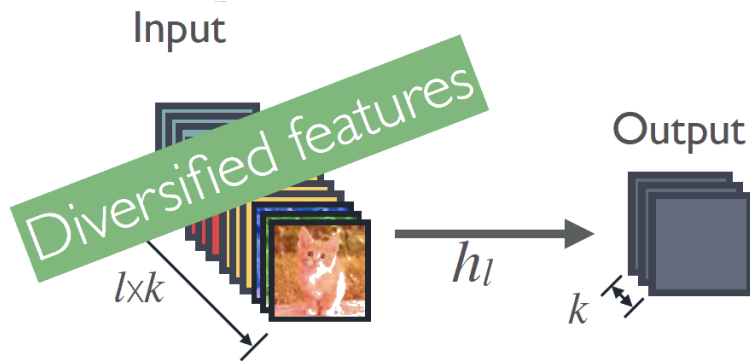 Input
Diversified features
Output
l×k
h_l
k